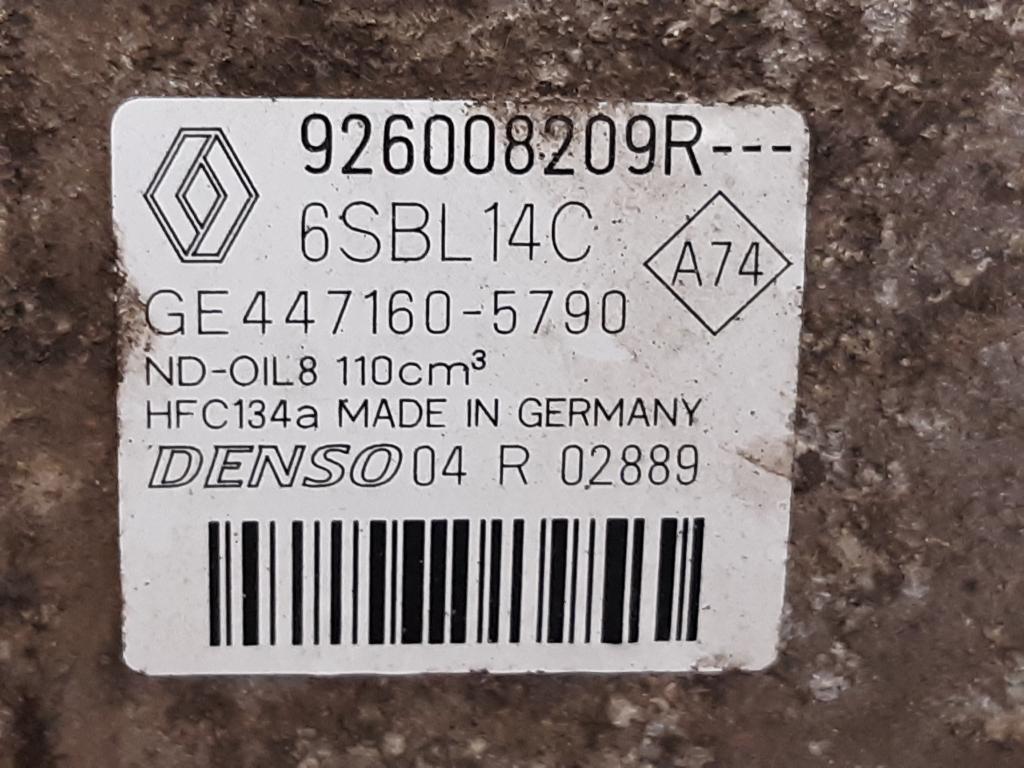 926008209R---
6SBL14C
A74
GE447160-5790
ND-OIL8 110cm³
HFC134a MADE IN GERMANY
DENSO 04 R 02889